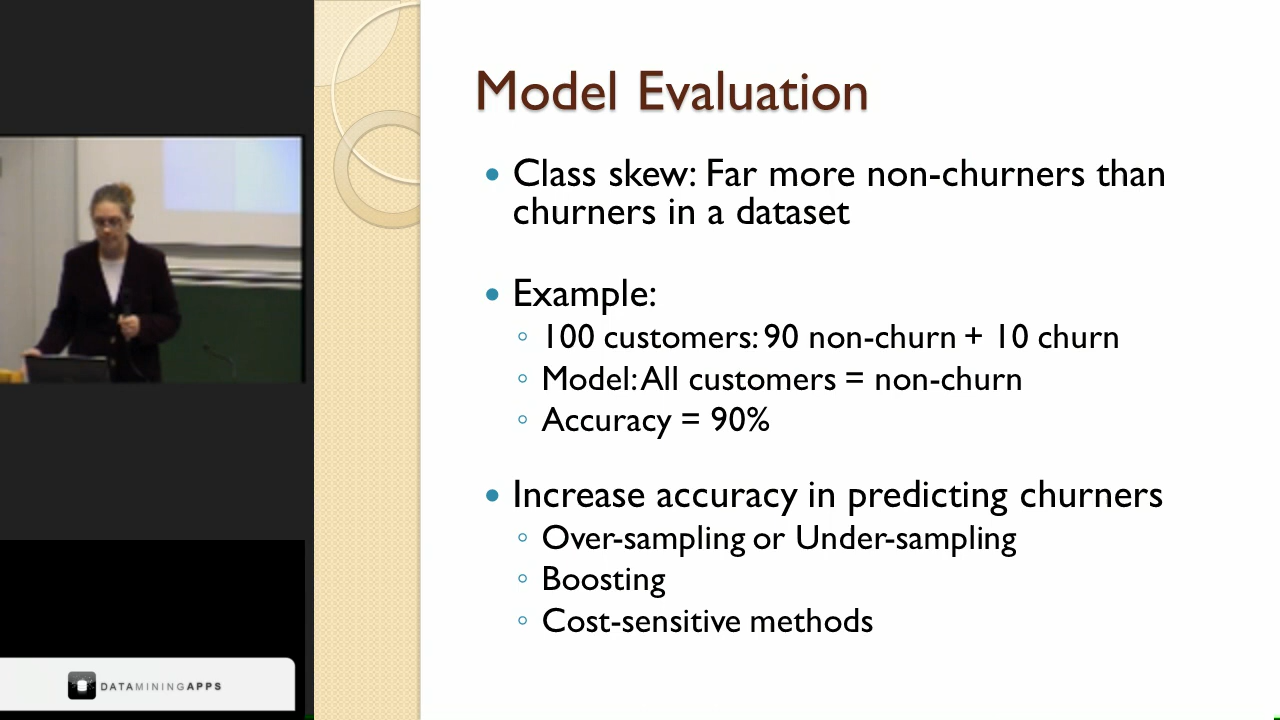 Model Evaluation
Class skew: Far more non-churners than
churners in a dataset
Example:
100 customers: 90 non-churn + 10 churn
Model: All customers = non-churn
Accuracy = 90%
Increase accuracy in predicting churners
Over-sampling or Under-sampling
Boosting
Cost-sensitive methods
DATAMININGAPPS